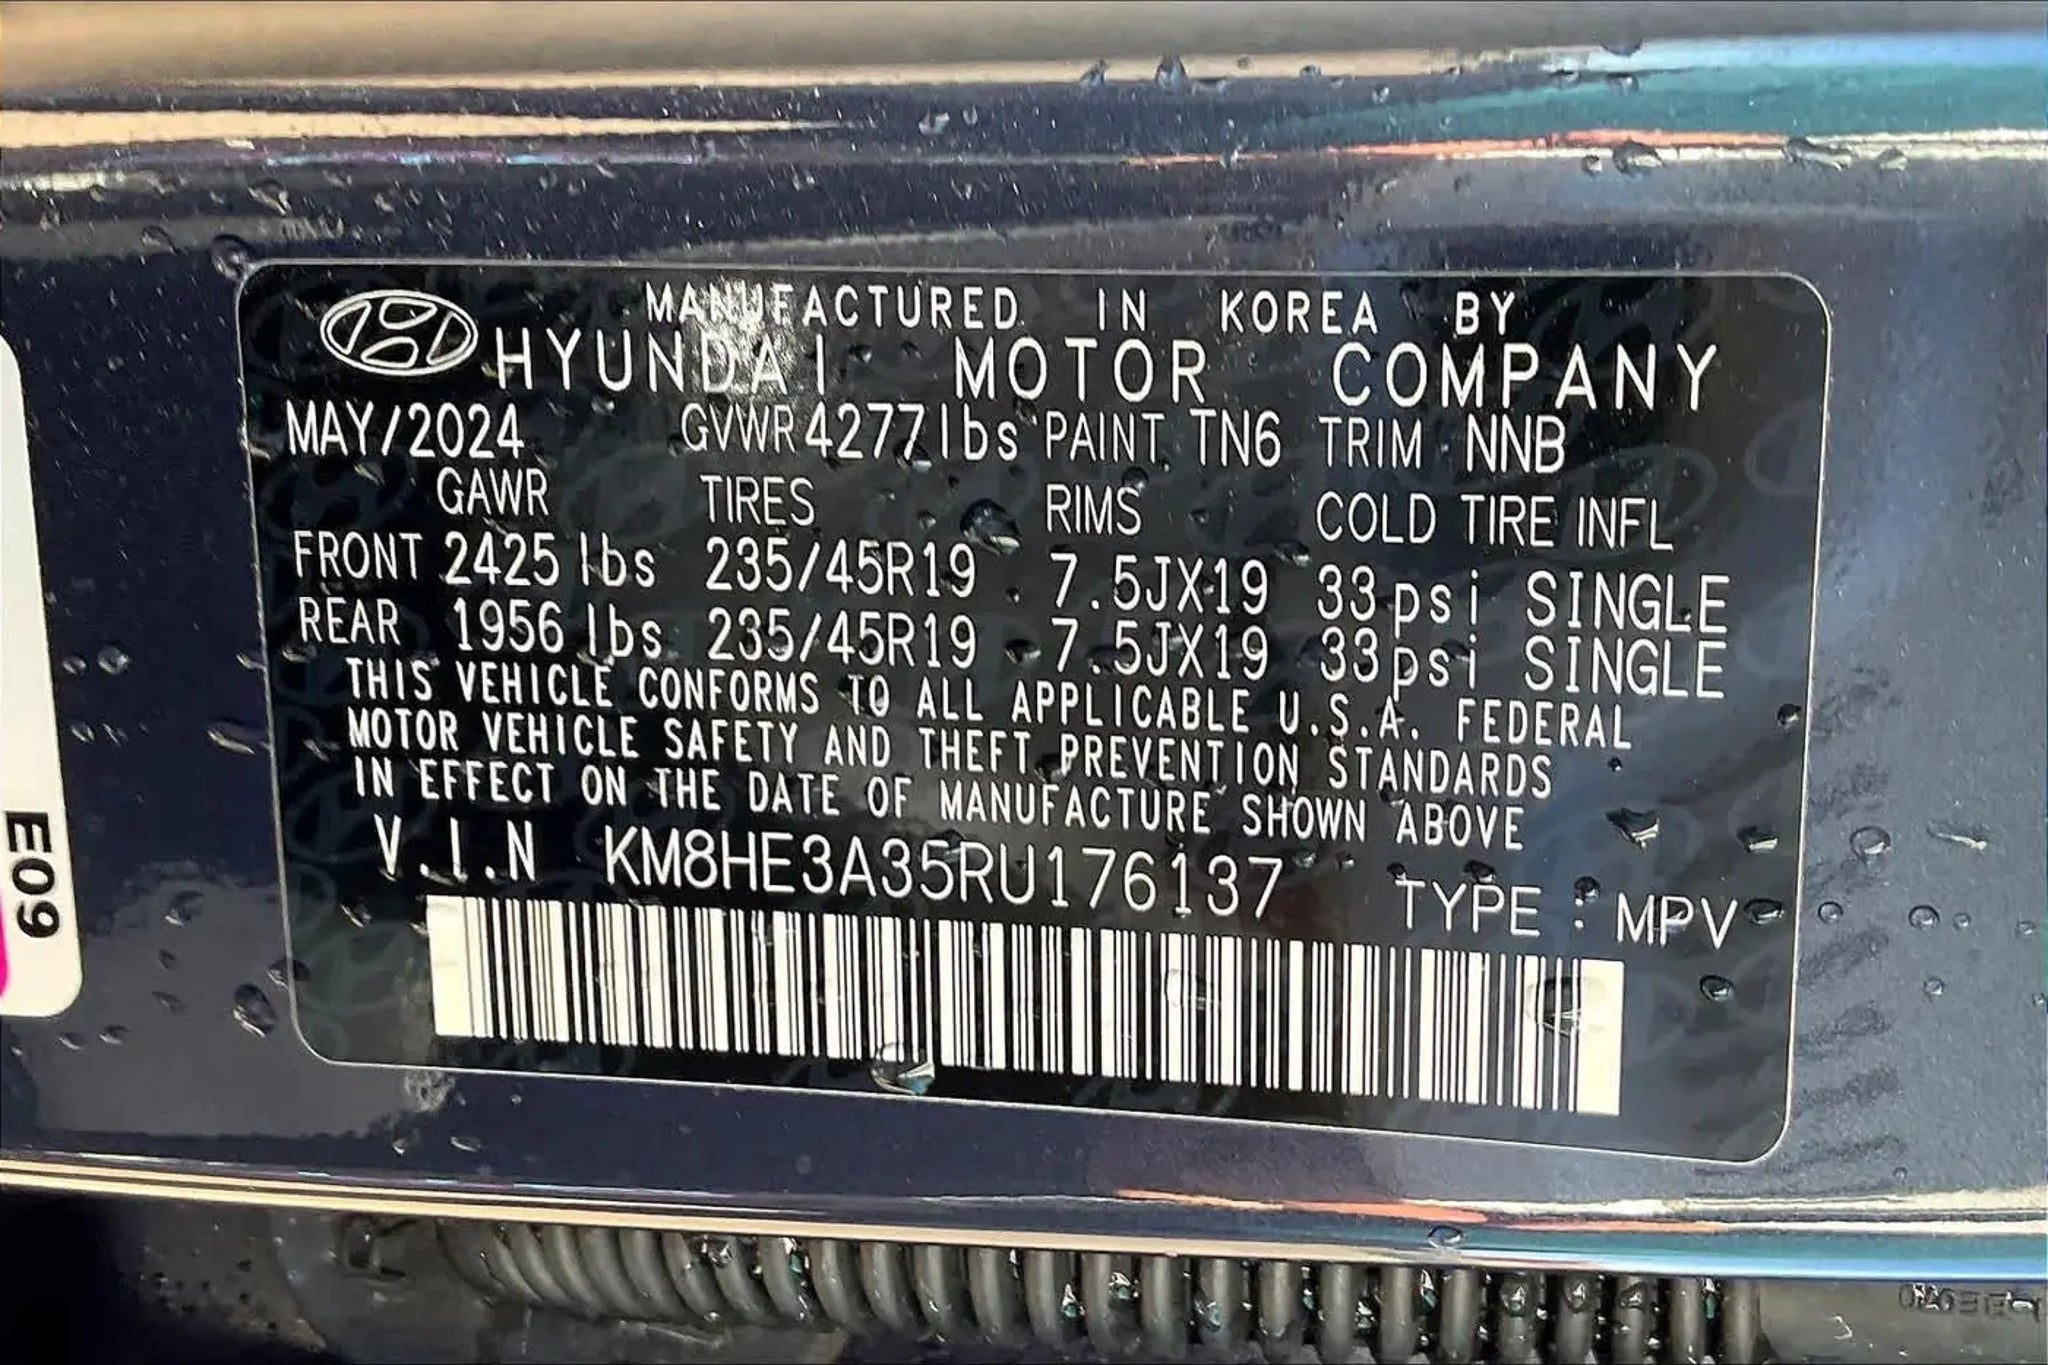 MANUFACTURED IN KOREA BY
HYUNDAI MOTOR COMPANY
MAY/2024 GVWR 4277lbs PAINT TN6 TRIM NNB
GAWR TIRES RIMS COLD TIRE INFL
FRONT 2425 lbs 235/45R19 7.5JX19 33psi SINGLE
REAR 1956 lbs 235/45R19 7.5JX19 33psi SINGLE
THIS VEHICLE CONFORMS TO ALL APPLICABLE U.S.A. FEDERAL
MOTOR VEHICLE SAFETY AND THEFT PREVENTION STANDARDS
IN EFFECT ON THE DATE OF MANUFACTURE SHOWN ABOVE
V.I.N KM8HE3A35RU176137 TYPE : MPV
E09